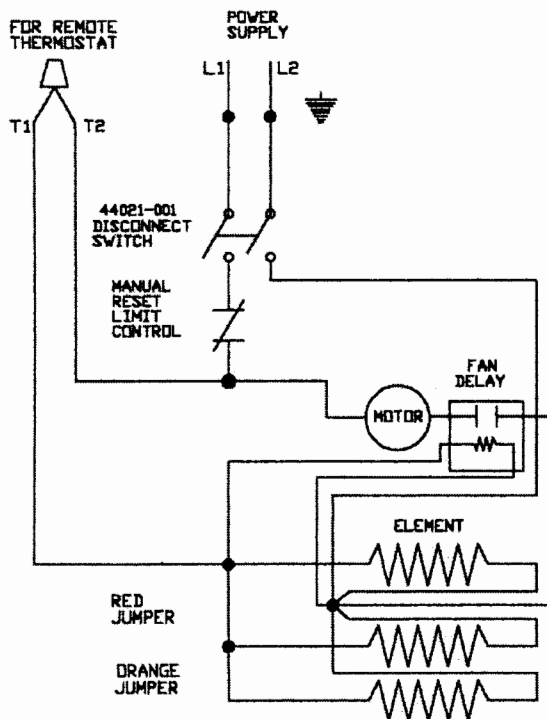 FOR REMOTE
THERMOSTAT
POWER
SUPPLY
L1
L2
T1
T2
44021-001
DISCONNECT
SWITCH
MANUAL
RESET
LIMIT
CONTROL
FAN
DELAY
MOTOR
ELEMENT
RED
JUMPER
ORANGE
JUMPER